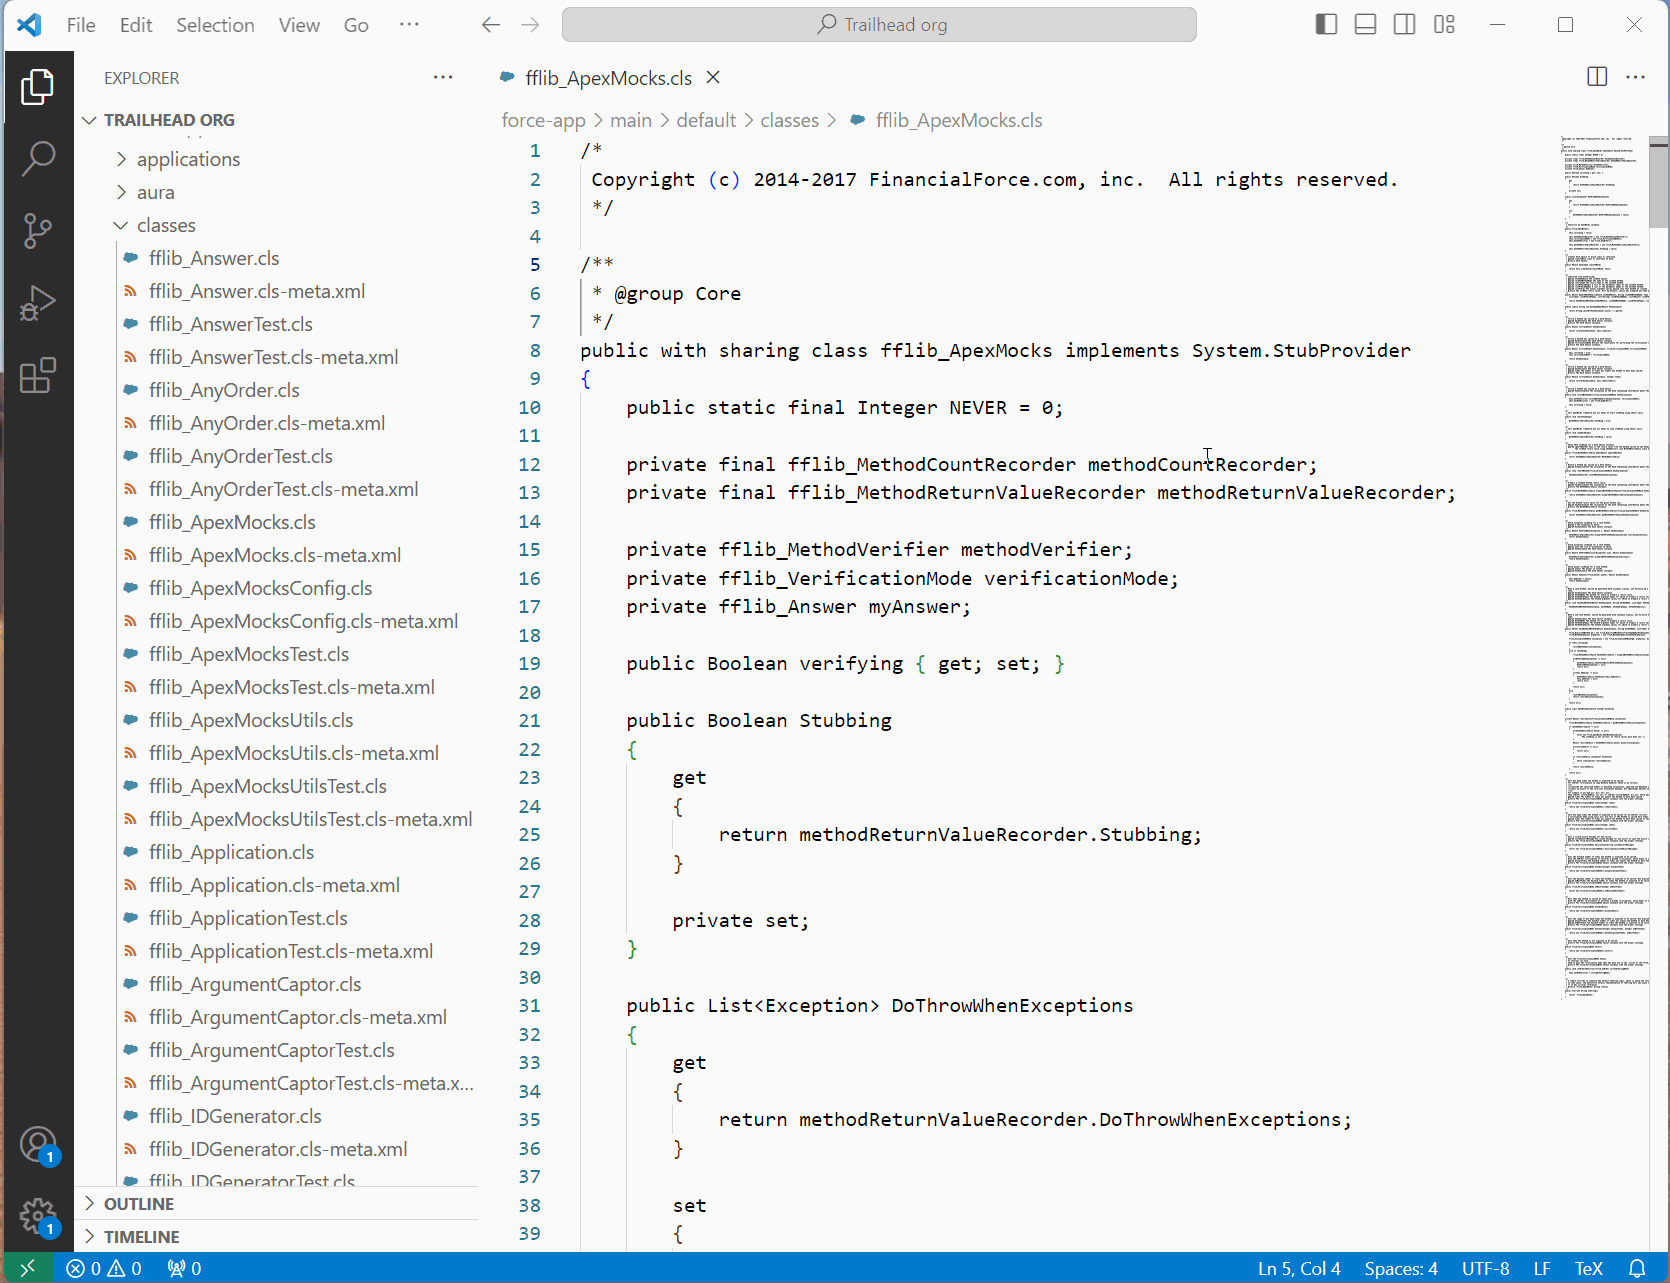 File Edit Selection View Go ··· Trailhead org
EXPLORER ···
TRAILHEAD ORG
applications
aura
classes
fflib_Answer.cls
fflib_Answer.cls-meta.xml
fflib_AnswerTest.cls
fflib_AnswerTest.cls-meta.xml
fflib_AnyOrder.cls
fflib_AnyOrder.cls-meta.xml
fflib_AnyOrderTest.cls
fflib_AnyOrderTest.cls-meta.xml
fflib_ApexMocks.cls
fflib_ApexMocks.cls-meta.xml
fflib_ApexMocksConfig.cls
fflib_ApexMocksConfig.cls-meta.xml
fflib_ApexMocksTest.cls
fflib_ApexMocksTest.cls-meta.xml
fflib_ApexMocksUtils.cls
fflib_ApexMocksUtils.cls-meta.xml
fflib_ApexMocksUtilsTest.cls
fflib_ApexMocksUtilsTest.cls-meta.xml
fflib_Application.cls
fflib_Application.cls-meta.xml
fflib_ApplicationTest.cls
fflib_ApplicationTest.cls-meta.xml
fflib_ArgumentCaptor.cls
fflib_ArgumentCaptor.cls-meta.xml
fflib_ArgumentCaptorTest.cls
fflib_ArgumentCaptorTest.cls-meta.x...
fflib_IDGenerator.cls
fflib_IDGenerator.cls-meta.xml
fflib_IDGeneratorTest.cls
OUTLINE
TIMELINE
1
1
fflib_ApexMocks.cls
force-app > main > default > classes > fflib_ApexMocks.cls
1 /*
2  Copyright (c) 2014-2017 FinancialForce.com, inc.  All rights reserved.
3  */
4
5 /**
6  * @group Core
7  */
8 public with sharing class fflib_ApexMocks implements System.StubProvider
9 {
10     public static final Integer NEVER = 0;
11
12     private final fflib_MethodCountRecorder methodCountRecorder;
13     private final fflib_MethodReturnValueRecorder methodReturnValueRecorder;
14
15     private fflib_MethodVerifier methodVerifier;
16     private fflib_VerificationMode verificationMode;
17     private fflib_Answer myAnswer;
18
19     public Boolean verifying { get; set; }
20
21     public Boolean Stubbing
22     {
23         get
24         {
25             return methodReturnValueRecorder.Stubbing;
26         }
27
28         private set;
29     }
30
31     public List<Exception> DoThrowWhenExceptions
32     {
33         get
34         {
35             return methodReturnValueRecorder.DoThrowWhenExceptions;
36         }
37
38         set
39         {
0 0 0 Ln 5, Col 4 Spaces: 4 UTF-8 LF TeX